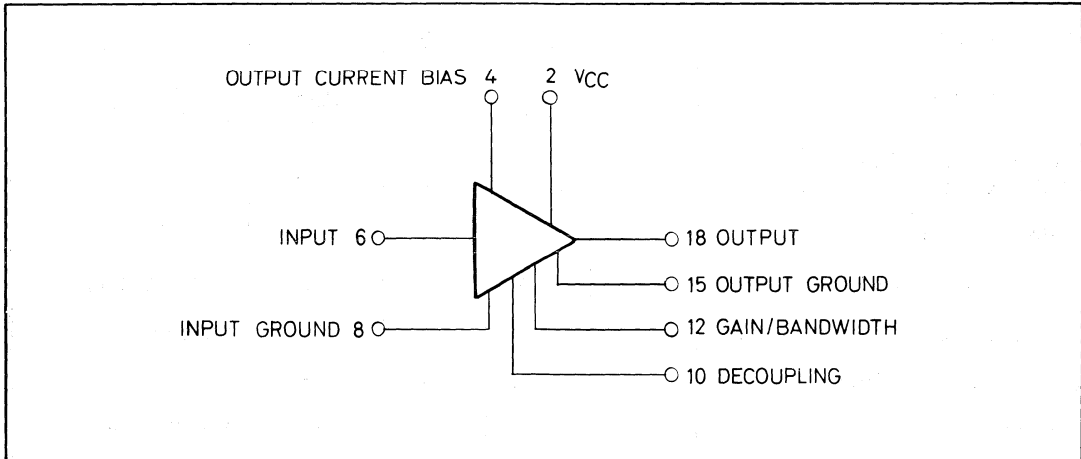 OUTPUT CURRENT BIAS 4 2 VCC
INPUT 6 18 OUTPUT
15 OUTPUT GROUND
INPUT GROUND 8 12 GAIN/BANDWIDTH
10 DECOUPLING